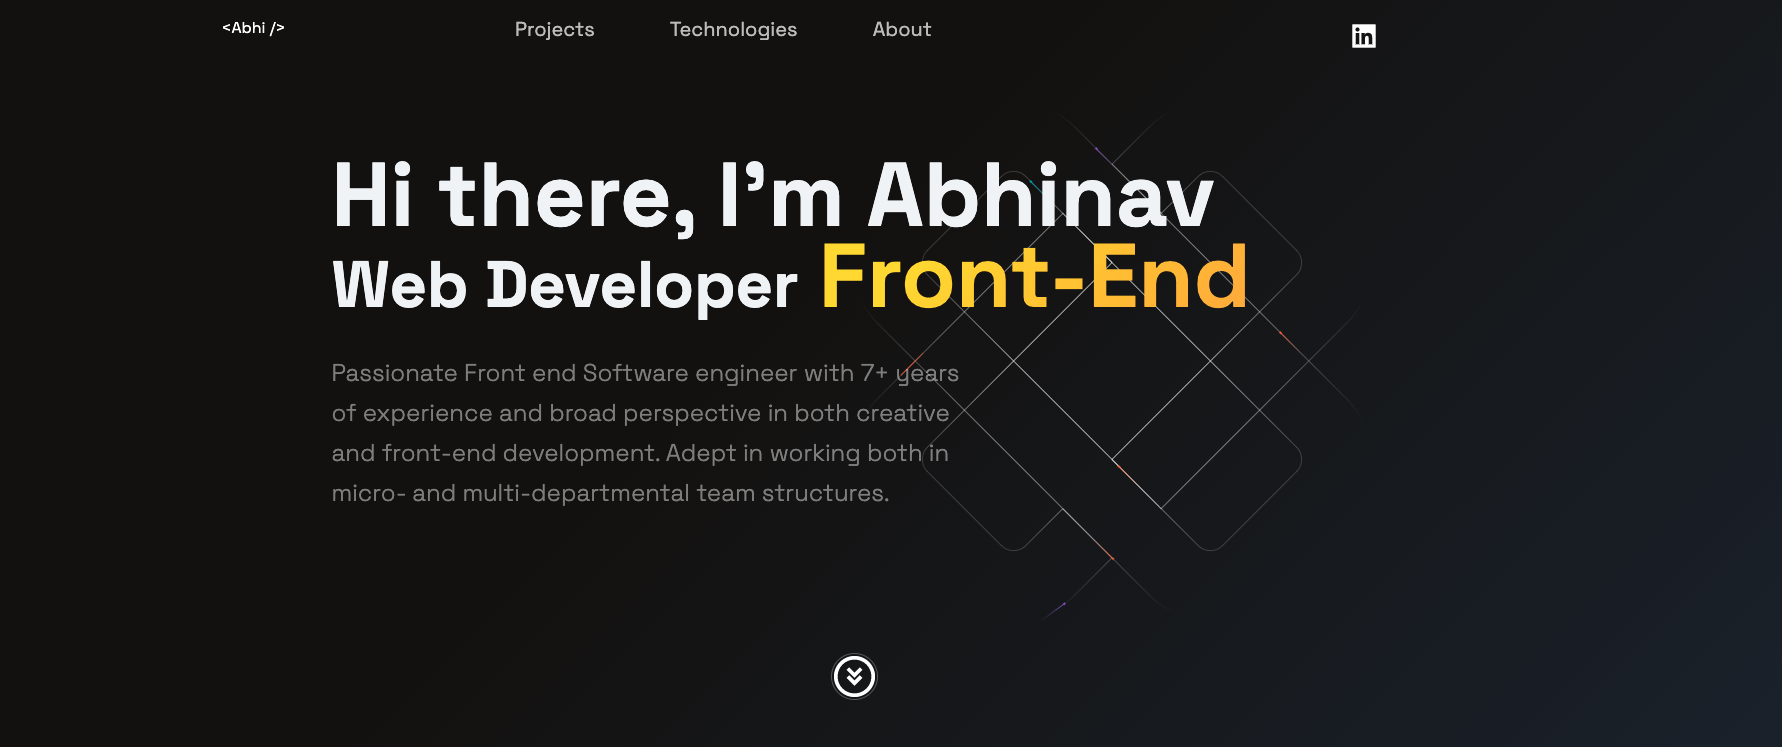 <Abhi />
Projects Technologies About
in
Hi there, I’m Abhinav
Web Developer Front-End
Passionate Front end Software engineer with 7+ years
of experience and broad perspective in both creative
and front-end development. Adept in working both in
micro- and multi-departmental team structures.